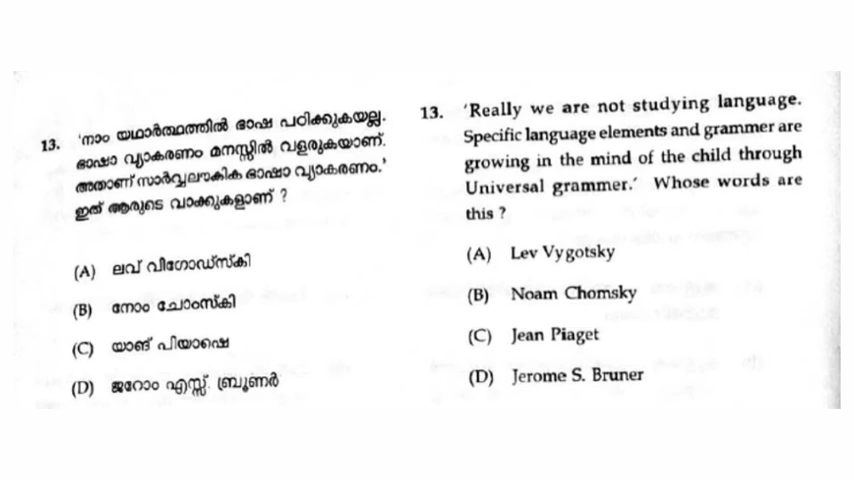 13. 'നാം യഥാർത്ഥത്തിൽ ഭാഷ പഠിക്കുകയല്ല.
ഭാഷാ വ്യാകരണം മനസ്സിൽ വളരുകയാണ്.
അതാണ് സാർവ്വലൗകിക ഭാഷാ വ്യാകരണം.'
ഇത് ആരുടെ വാക്കുകളാണ് ?
(A) ലവ് വിഗോഡ്സ്കി
(B) നോം ചോംസ്കി
(C) യാങ് പിയാഷെ
(D) ജറോം എസ്സ് ബ്രൂണർ
13. 'Really we are not studying language.
Specific language elements and grammer are
growing in the mind of the child through
Universal grammer.' Whose words are
this ?
(A) Lev Vygotsky
(B) Noam Chomsky
(C) Jean Piaget
(D) Jerome S. Bruner